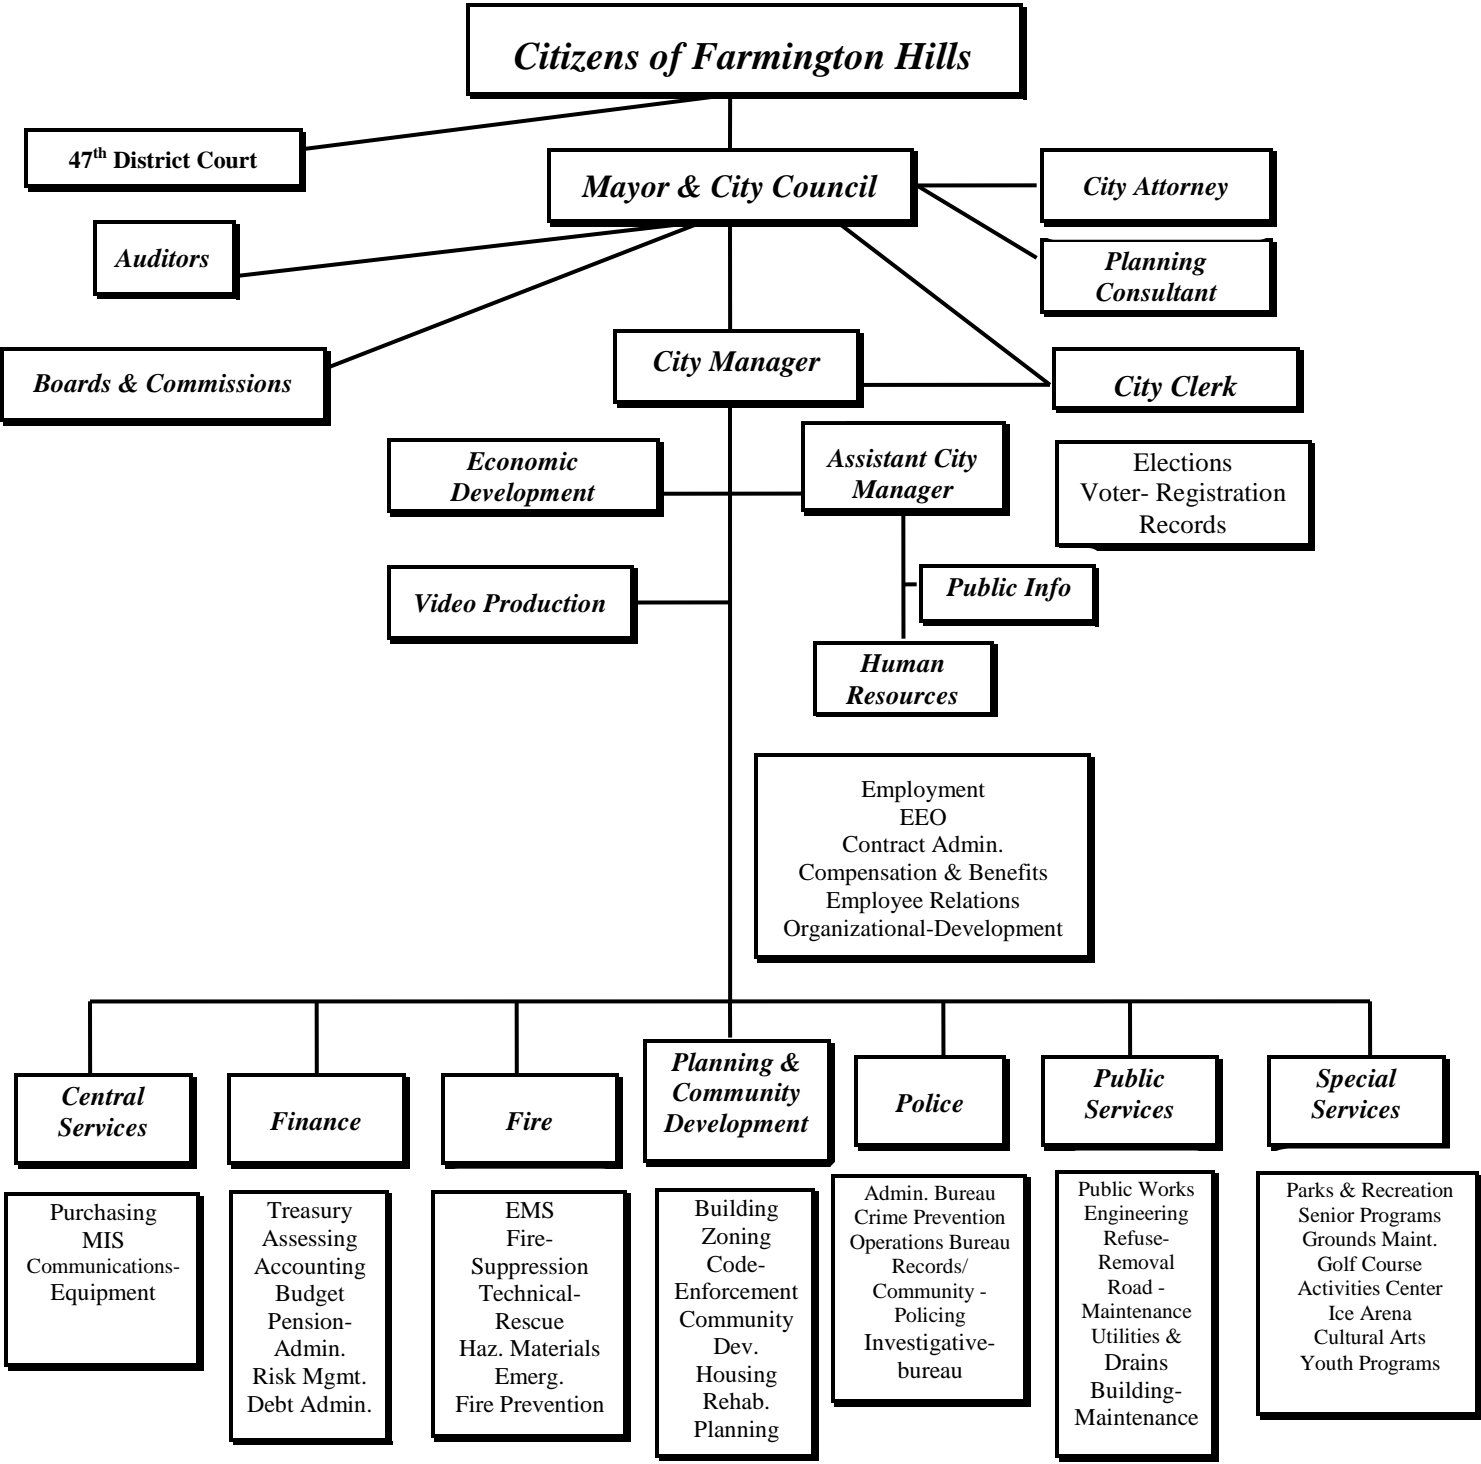 Citizens of Farmington Hills
47th District Court
Mayor & City Council
City Attorney
Auditors
Planning
Consultant
City Manager
Boards & Commissions
City Clerk
Economic
Development
Assistant City
Manager
Elections
Voter- Registration
Records
Video Production
Public Info
Human
Resources
Employment
EEO
Contract Admin.
Compensation & Benefits
Employee Relations
Organizational-Development
Central
Services
Finance
Fire
Planning &
Community
Development
Police
Public
Services
Special
Services
Purchasing
MIS
Communications-
Equipment
Treasury
Assessing
Accounting
Budget
Pension-
Admin.
Risk Mgmt.
Debt Admin.
EMS
Fire-
Suppression
Technical-
Rescue
Haz. Materials
Emerg.
Fire Prevention
Building
Zoning
Code-
Enforcement
Community
Dev.
Housing
Rehab.
Planning
Admin. Bureau
Crime Prevention
Operations Bureau
Records/
Community -
Policing
Investigative-
bureau
Public Works
Engineering
Refuse-
Removal
Road -
Maintenance
Utilities &
Drains
Building-
Maintenance
Parks & Recreation
Senior Programs
Grounds Maint.
Golf Course
Activities Center
Ice Arena
Cultural Arts
Youth Programs